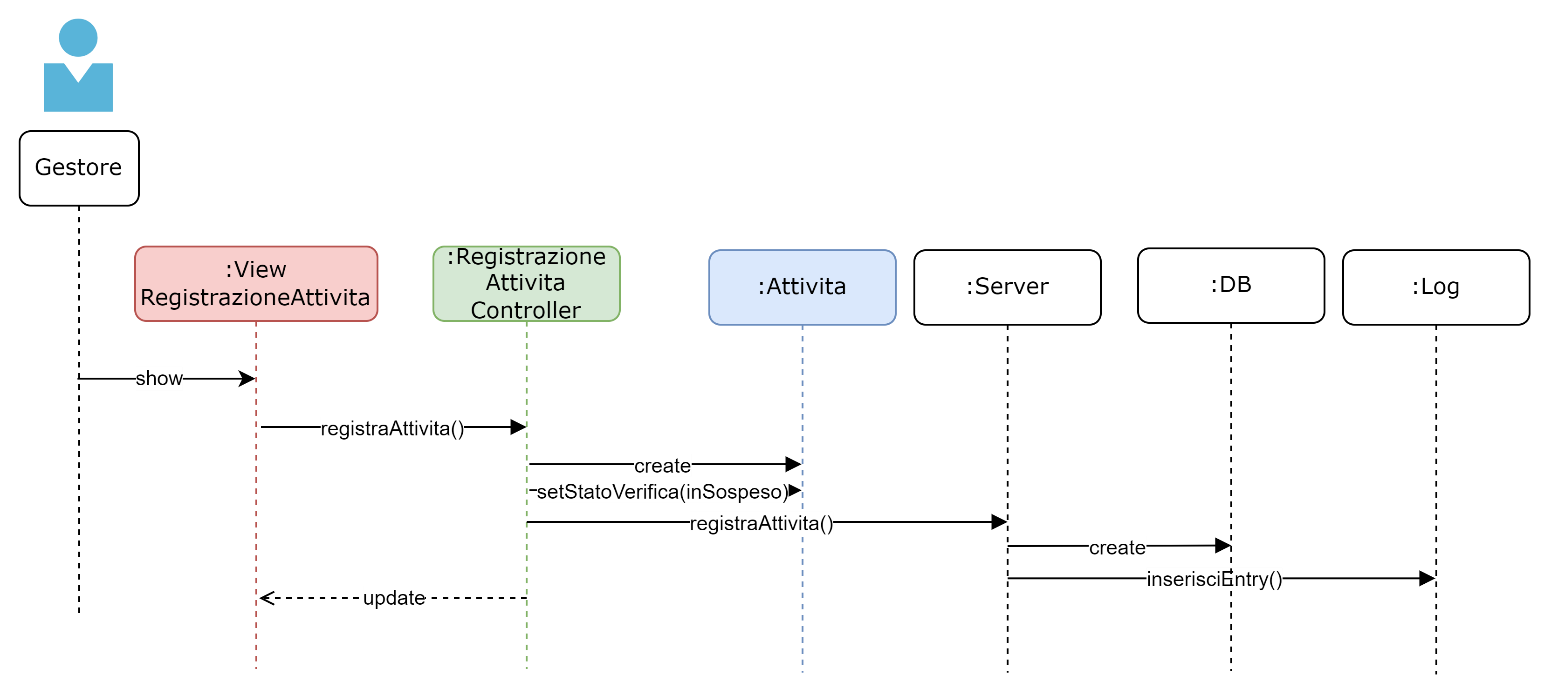 Gestore
:View
RegistrazioneAttivita
:Registrazione
Attivita
Controller
:Attivita
:Server
:DB
:Log
show
registraAttivita()
create
setStatoVerifica(inSospeso)
registraAttivita()
create
inserisciEntry()
update